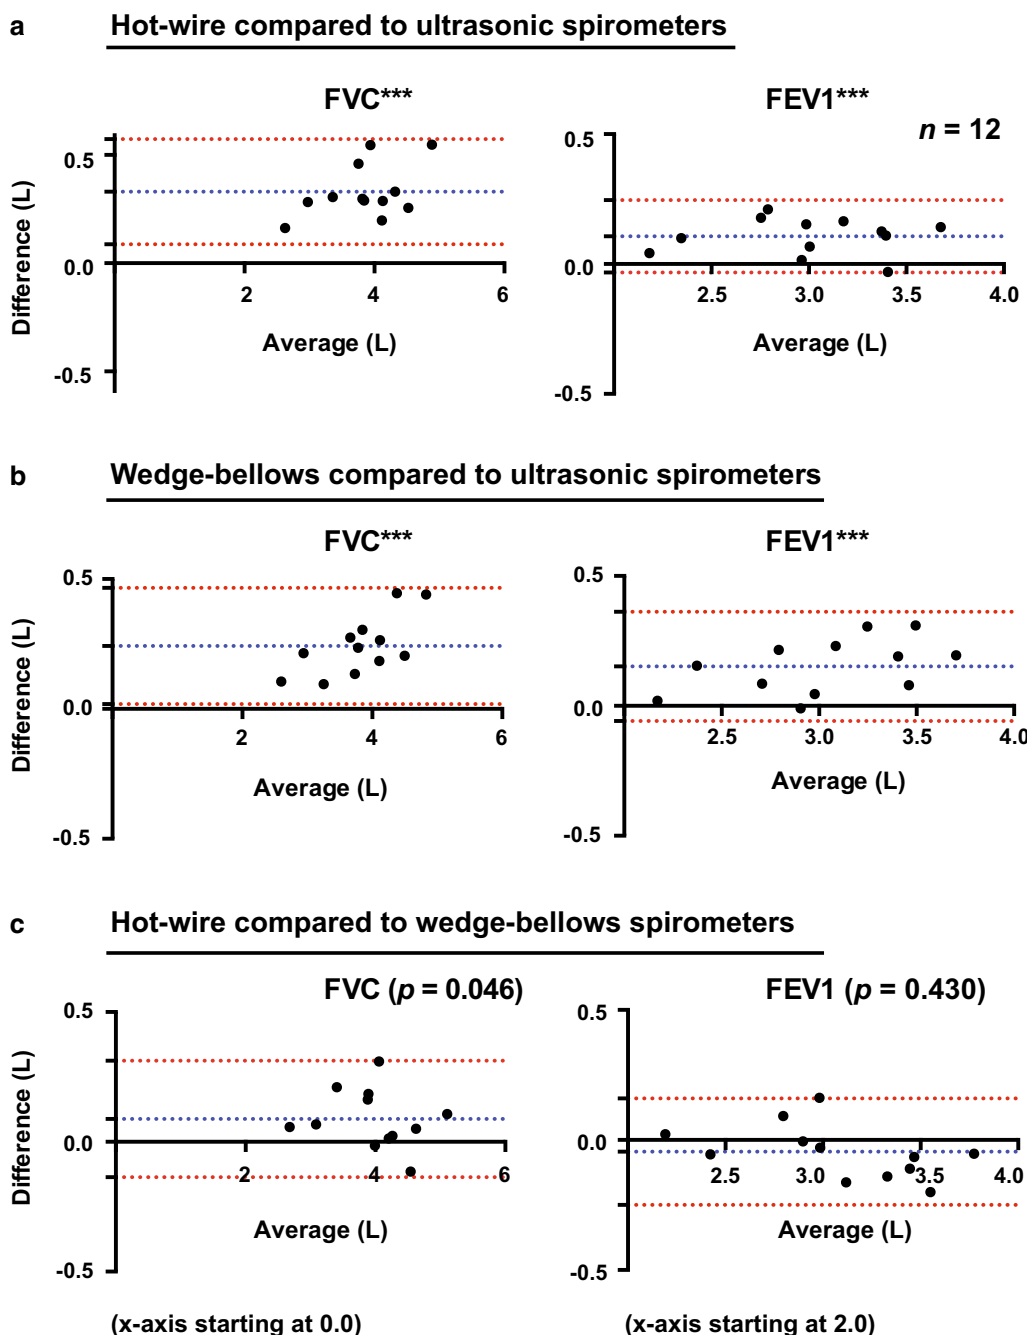 a Hot-wire compared to ultrasonic spirometers
FVC***
FEV1***
n = 12
Difference (L)
0.5
0.0
-0.5
2 4 6
Average (L)
0.5
0.0
-0.5
2.5 3.0 3.5 4.0
Average (L)
b Wedge-bellows compared to ultrasonic spirometers
FVC***
FEV1***
Difference (L)
0.5
0.0
-0.5
2 4 6
Average (L)
0.5
0.0
-0.5
2.5 3.0 3.5 4.0
Average (L)
c Hot-wire compared to wedge-bellows spirometers
FVC (p = 0.046)
FEV1 (p = 0.430)
Difference (L)
0.5
0.0
-0.5
2 4 6
Average (L)
0.5
0.0
-0.5
2.5 3.0 3.5 4.0
Average (L)
(x-axis starting at 0.0)
(x-axis starting at 2.0)